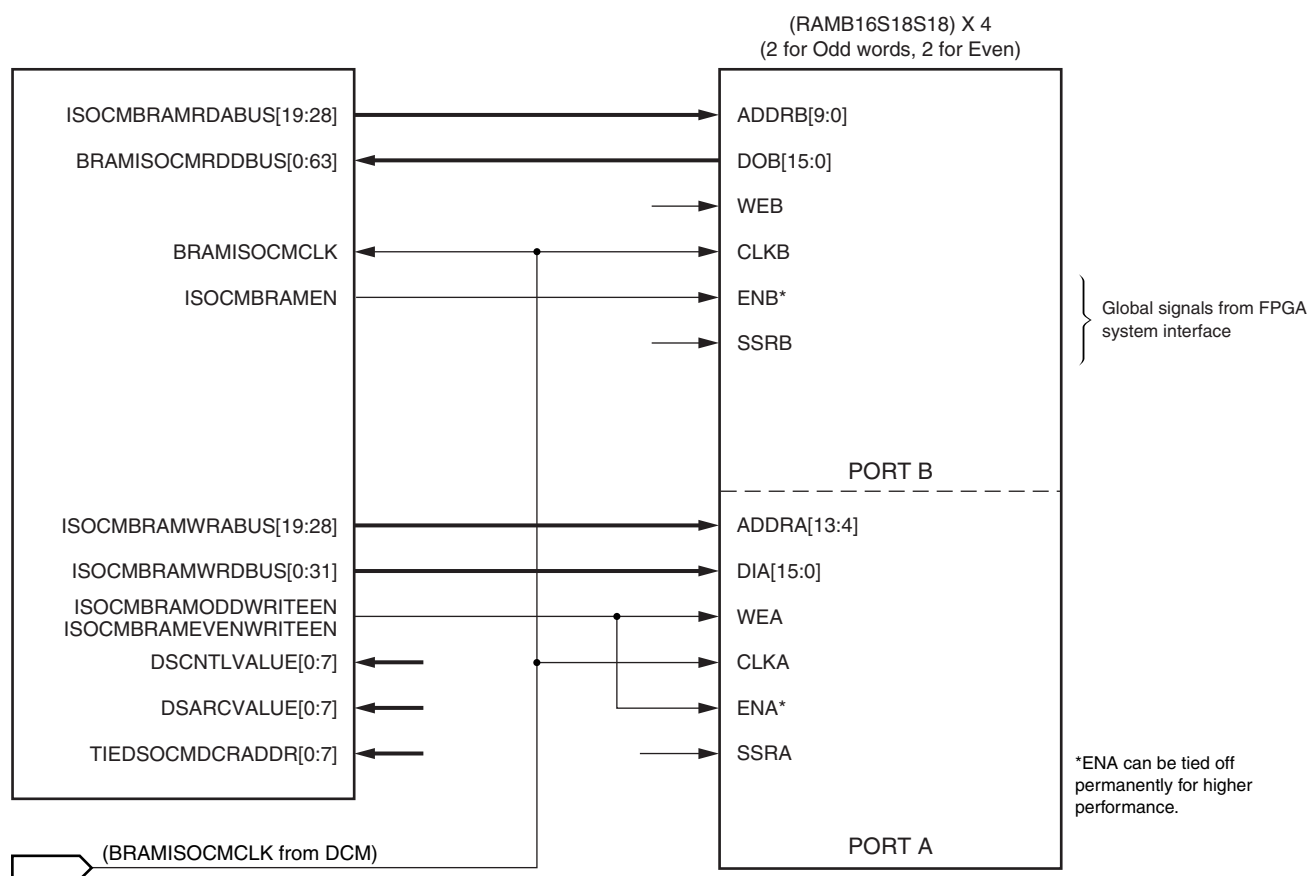 (RAMB16S18S18) X 4
(2 for Odd words, 2 for Even)
ISOCMBRAMRDABUS[19:28]
BRAMISOCMRDDBUS[0:63]
BRAMISOCMCLK
ISOCMBRAMEN
ISOCMBRAMWRABUS[19:28]
ISOCMBRAMWRDBUS[0:31]
ISOCMBRAMODDWRITEEN
ISOCMBRAMEVENWRITEEN
DSCNTLVALUE[0:7]
DSARCVALUE[0:7]
TIEDSOCMDCRADDR[0:7]
(BRAMISOCMCLK from DCM)
ADDRB[9:0]
DOB[15:0]
WEB
CLKB
ENB*
SSRB
PORT B
ADDRA[13:4]
DIA[15:0]
WEA
CLKA
ENA*
SSRA
PORT A
Global signals from FPGA
system interface
*ENA can be tied off
permanently for higher
performance.